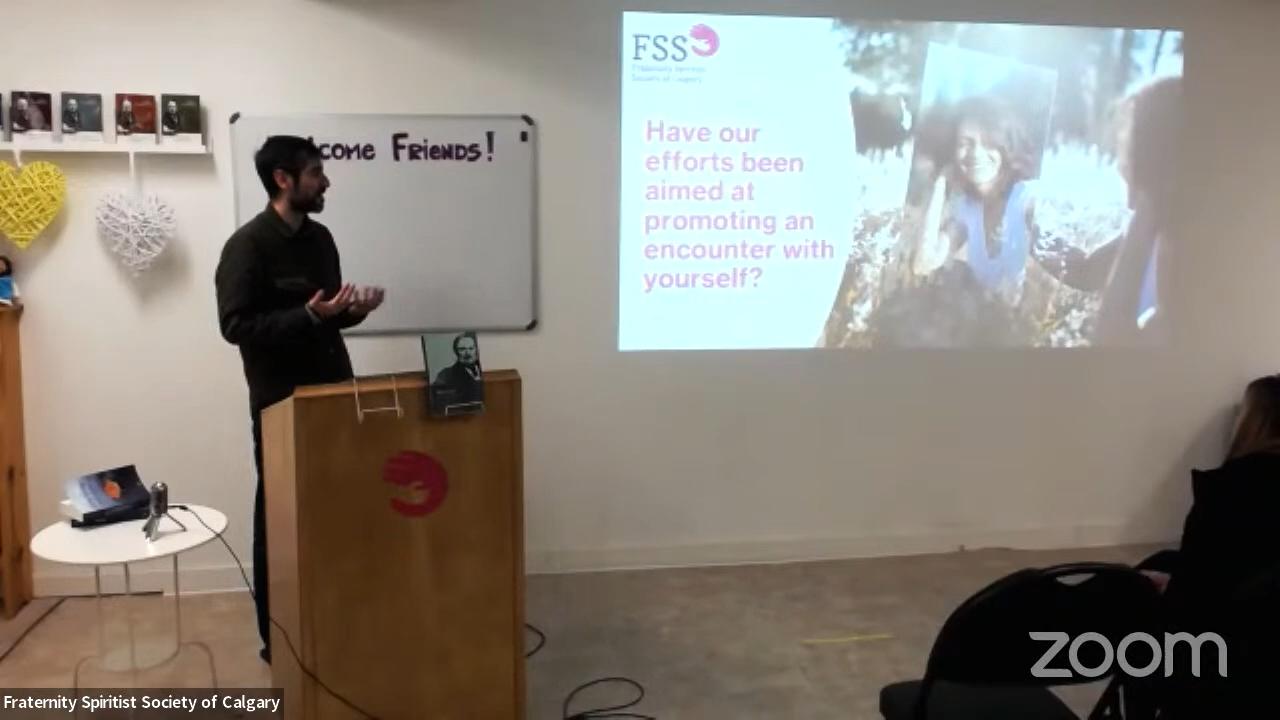 come Friends!
FSS
Fraternity Spiritist
Society of Calgary
Have our
efforts been
aimed at
promoting an
encounter with
yourself?
zoom
Fraternity Spiritist Society of Calgary